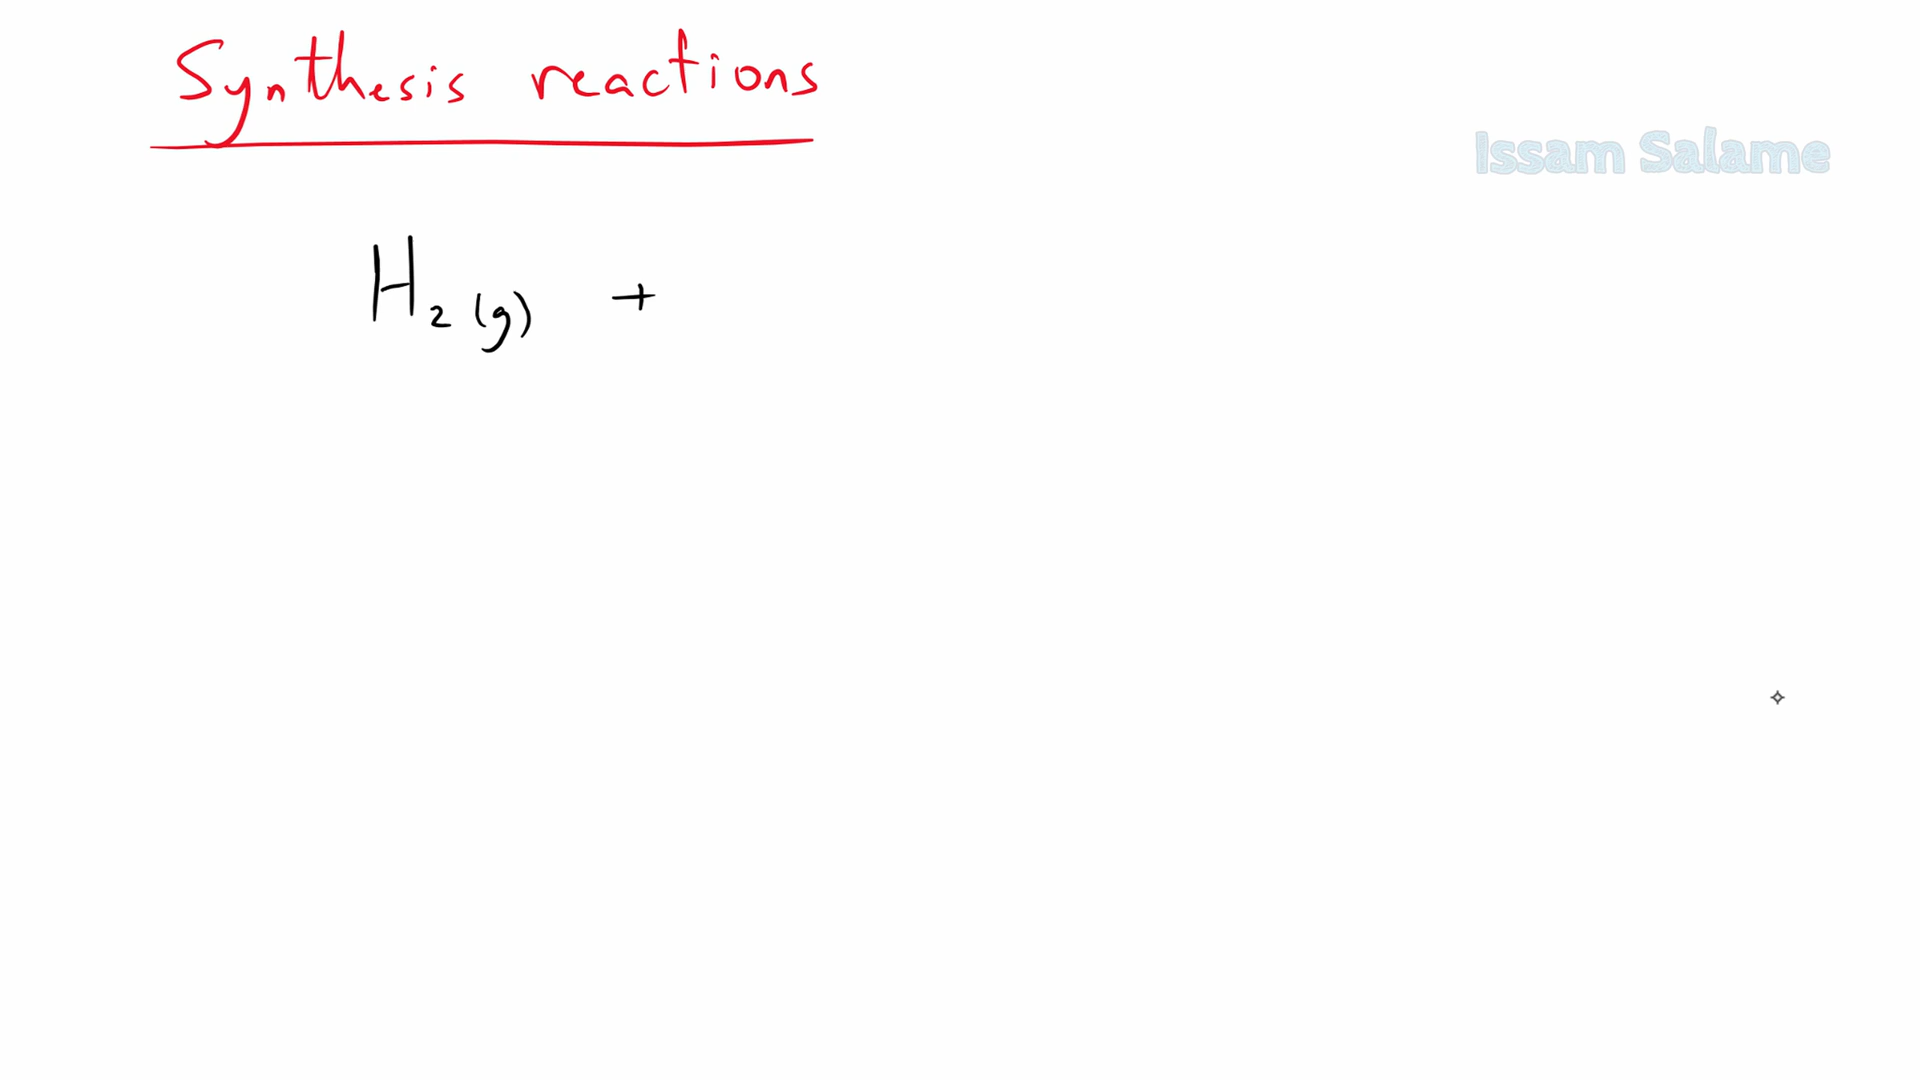 Synthesis reactions
Issam Salame
H₂ (g) +